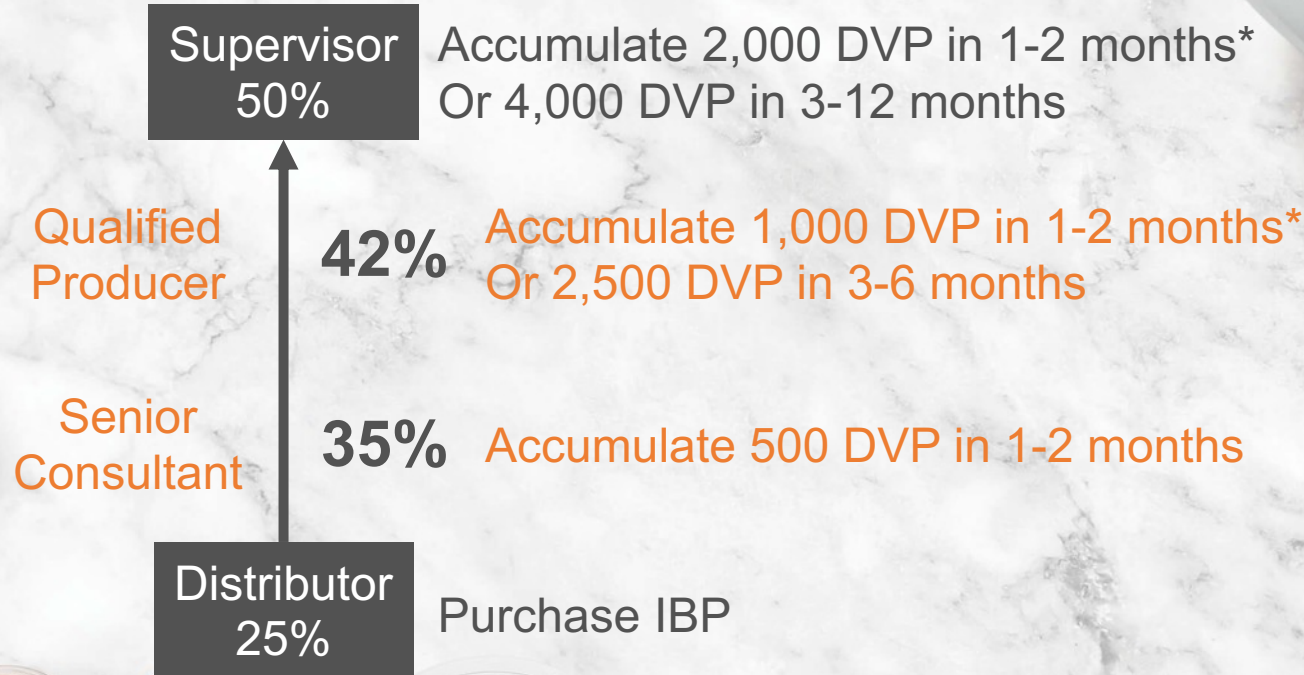 Supervisor
50%
Accumulate 2,000 DVP in 1-2 months*
Or 4,000 DVP in 3-12 months
Qualified
Producer
42%
Accumulate 1,000 DVP in 1-2 months*
Or 2,500 DVP in 3-6 months
Senior
Consultant
35%
Accumulate 500 DVP in 1-2 months
Distributor
25%
Purchase IBP